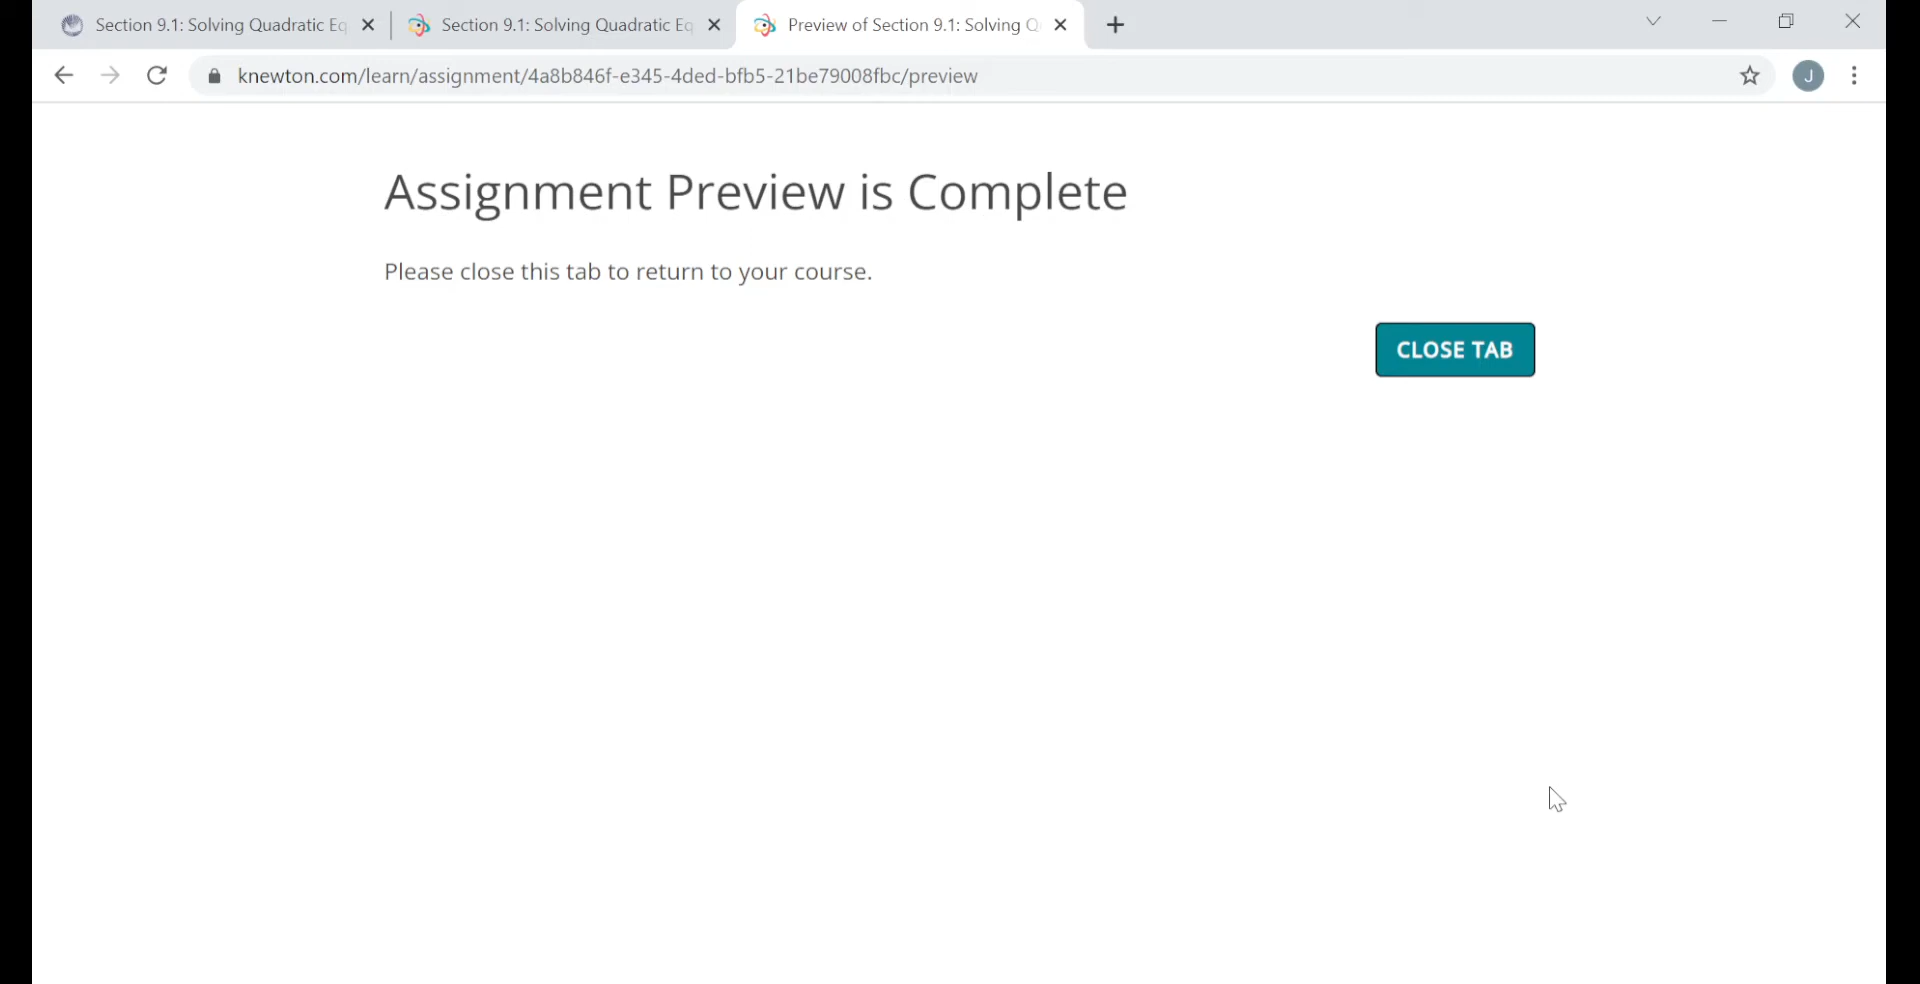 Section 9.1: Solving Quadratic Eq
Section 9.1: Solving Quadratic Eq
Preview of Section 9.1: Solving Q
knewton.com/learn/assignment/4a8b846f-e345-4ded-bfb5-21be79008fbc/preview
J
Assignment Preview is Complete
Please close this tab to return to your course.
CLOSE TAB